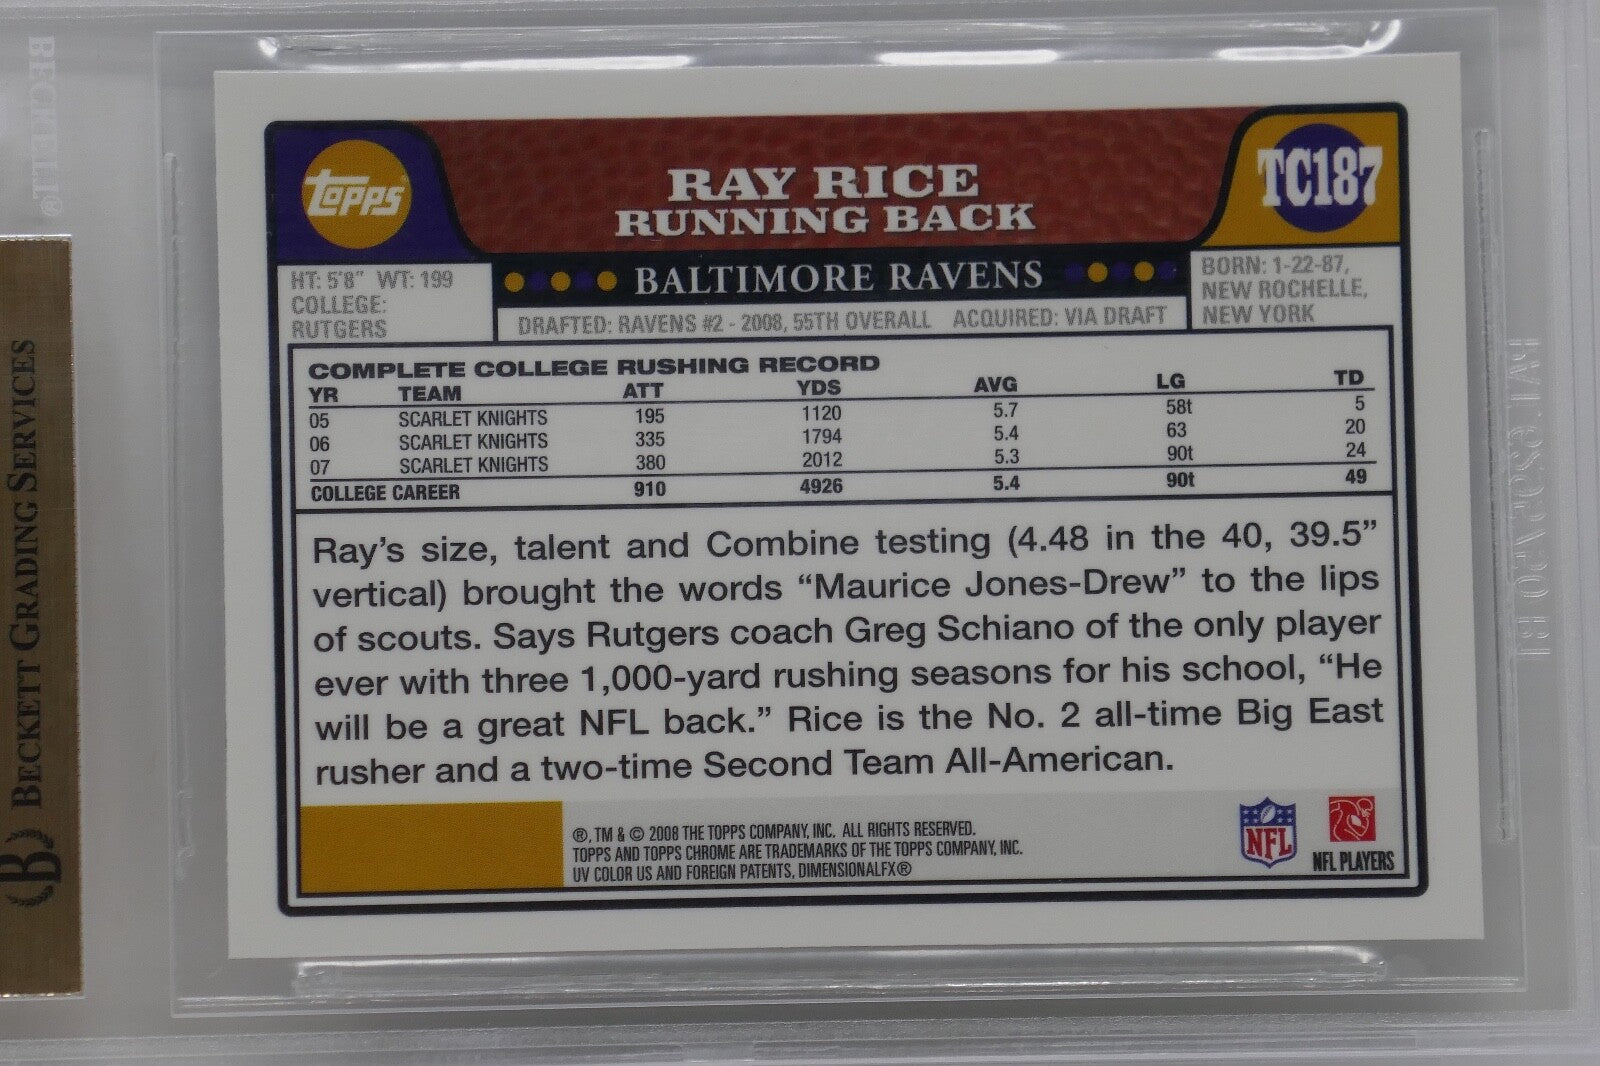 BECKETT®
BECKETT GRADING SERVICES
B
TOPPS
RAY RICE
RUNNING BACK
TC187
HT: 5'8" WT: 199
COLLEGE:
RUTGERS
BALTIMORE RAVENS
DRAFTED: RAVENS #2 - 2008, 55TH OVERALL ACQUIRED: VIA DRAFT
BORN: 1-22-87,
NEW ROCHELLE,
NEW YORK
COMPLETE COLLEGE RUSHING RECORD
YR TEAM ATT YDS AVG LG TD
05 SCARLET KNIGHTS 195 1120 5.7 58t 5
06 SCARLET KNIGHTS 335 1794 5.4 63 20
07 SCARLET KNIGHTS 380 2012 5.3 90t 24
COLLEGE CAREER 910 4926 5.4 90t 49
Ray's size, talent and Combine testing (4.48 in the 40, 39.5”
vertical) brought the words “Maurice Jones-Drew” to the lips
of scouts. Says Rutgers coach Greg Schiano of the only player
ever with three 1,000-yard rushing seasons for his school, “He
will be a great NFL back.” Rice is the No. 2 all-time Big East
rusher and a two-time Second Team All-American.
®, TM & © 2008 THE TOPPS COMPANY, INC. ALL RIGHTS RESERVED.
TOPPS AND TOPPS CHROME ARE TRADEMARKS OF THE TOPPS COMPANY, INC.
UV COLOR US AND FOREIGN PATENTS, DIMENSIONALFX®
NFL
NFL PLAYERS